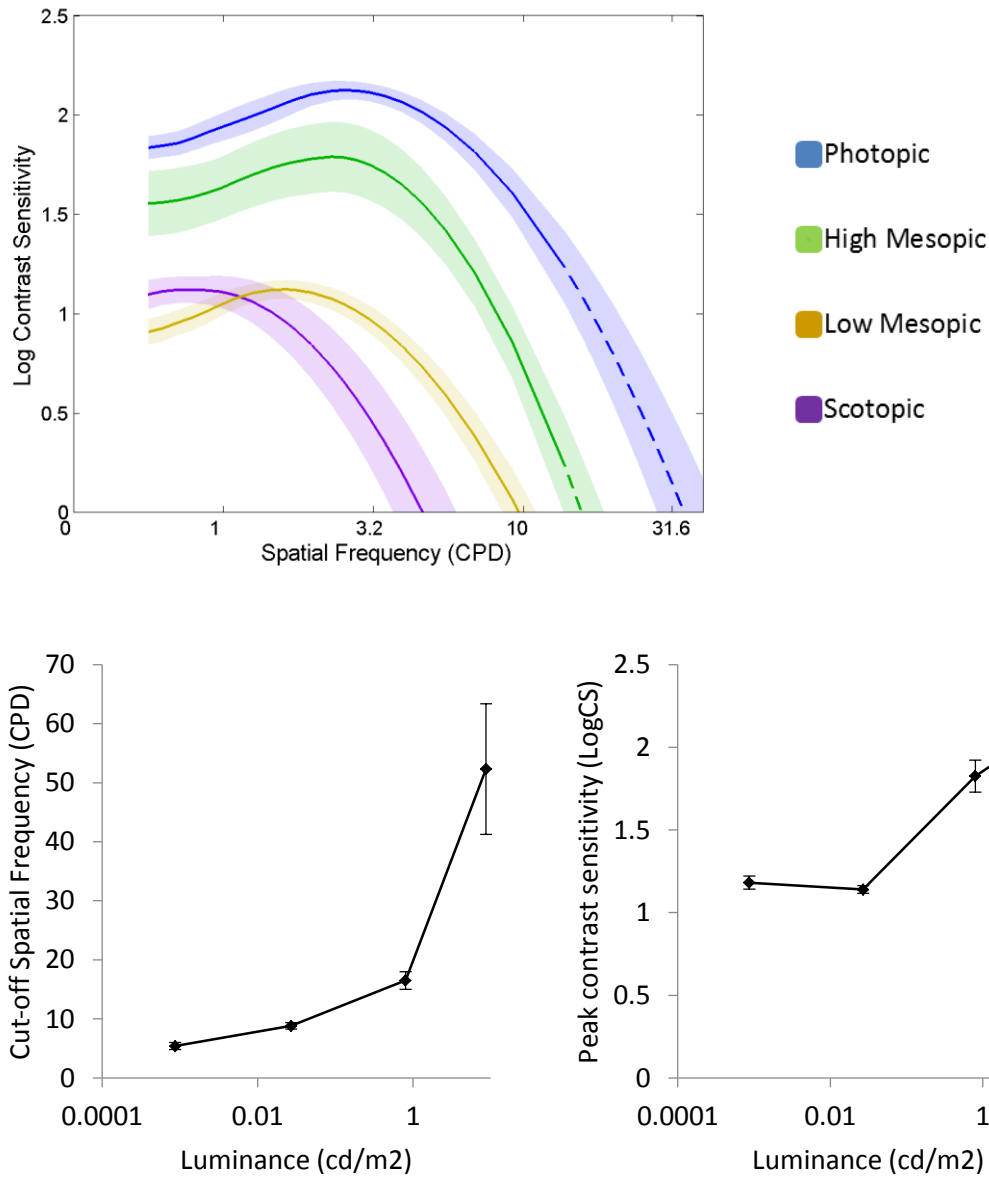 2.5
2
1.5
1
0.5
0
Log Contrast Sensitivity
0 1 3.2 10 31.6
Spatial Frequency (CPD)
Photopic
High Mesopic
Low Mesopic
Scotopic
70
60
50
40
30
20
10
0
Cut-off Spatial Frequency (CPD)
0.0001 0.01 1
Luminance (cd/m2)
2.5
2
1.5
1
0.5
0
Peak contrast sensitivity (LogCS)
0.0001 0.01 1
Luminance (cd/m2)